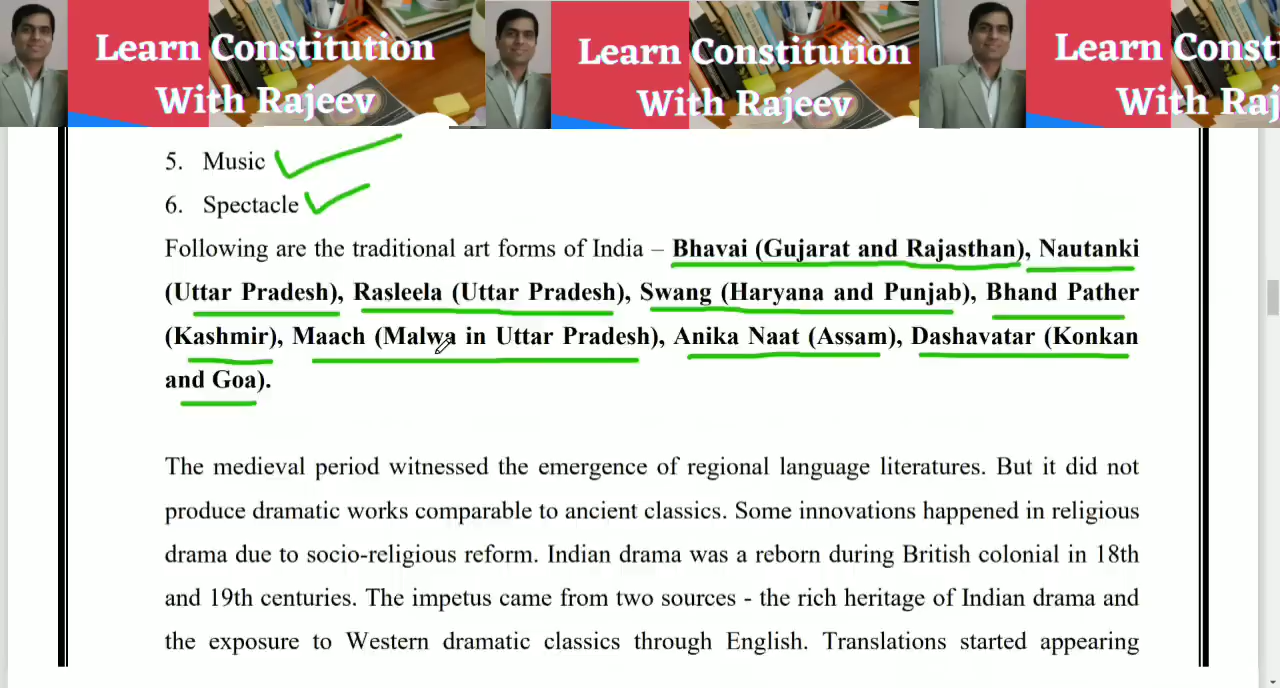 Learn Constitution
With Rajeev
Learn Constitution
With Rajeev
Learn Consti
With Raj
5. Music
6. Spectacle
Following are the traditional art forms of India – Bhavai (Gujarat and Rajasthan), Nautanki
(Uttar Pradesh), Rasleela (Uttar Pradesh), Swang (Haryana and Punjab), Bhand Pather
(Kashmir), Maach (Malwa in Uttar Pradesh), Anika Naat (Assam), Dashavatar (Konkan
and Goa).
The medieval period witnessed the emergence of regional language literatures. But it did not
produce dramatic works comparable to ancient classics. Some innovations happened in religious
drama due to socio-religious reform. Indian drama was a reborn during British colonial in 18th
and 19th centuries. The impetus came from two sources - the rich heritage of Indian drama and
the exposure to Western dramatic classics through English. Translations started appearing